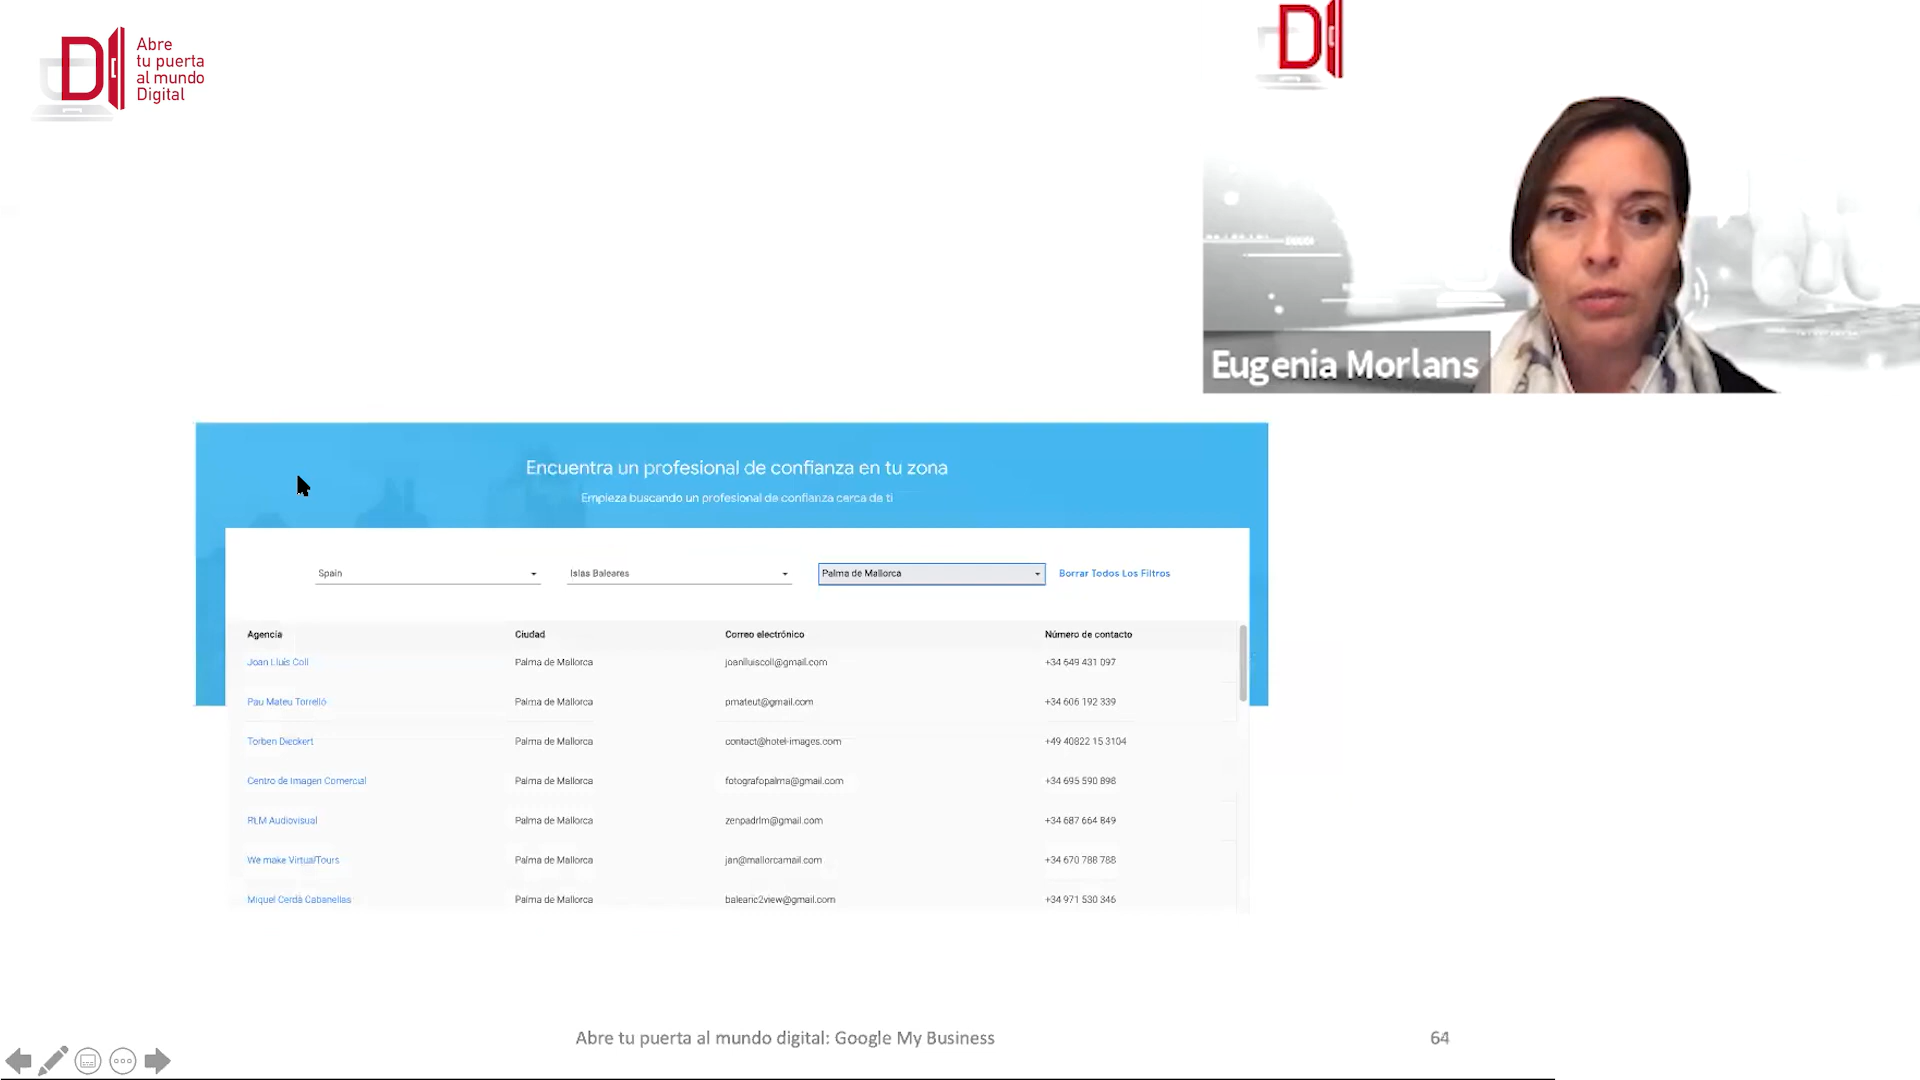 Abre
tu puerta
al mundo
Digital
Eugenia Morlans
Encuentra un profesional de confianza en tu zona
Empieza buscando un profesional de confianza cerca de ti
Spain
Islas Baleares
Palma de Mallorca
Borrar Todos Los Filtros
Agencia Ciudad Correo electrónico Número de contacto
Joan Lluís Coll Palma de Mallorca joanlluiscoll@gmail.com +34 649 431 097
Pau Mateu Torrelló Palma de Mallorca pmateut@gmail.com +34 606 192 339
Torben Dieckert Palma de Mallorca contact@hotel-images.com +49 40822 15 3104
Centro de Imagen Comercial Palma de Mallorca fotografopalma@gmail.com +34 695 590 898
RLM Audiovisual Palma de Mallorca zenpadrlm@gmail.com +34 687 664 849
We make VirtualTours Palma de Mallorca jan@mallorcamail.com +34 670 788 788
Miquel Cerdà Cabanellas Palma de Mallorca balearic2view@gmail.com +34 971 530 346
Abre tu puerta al mundo digital: Google My Business
64